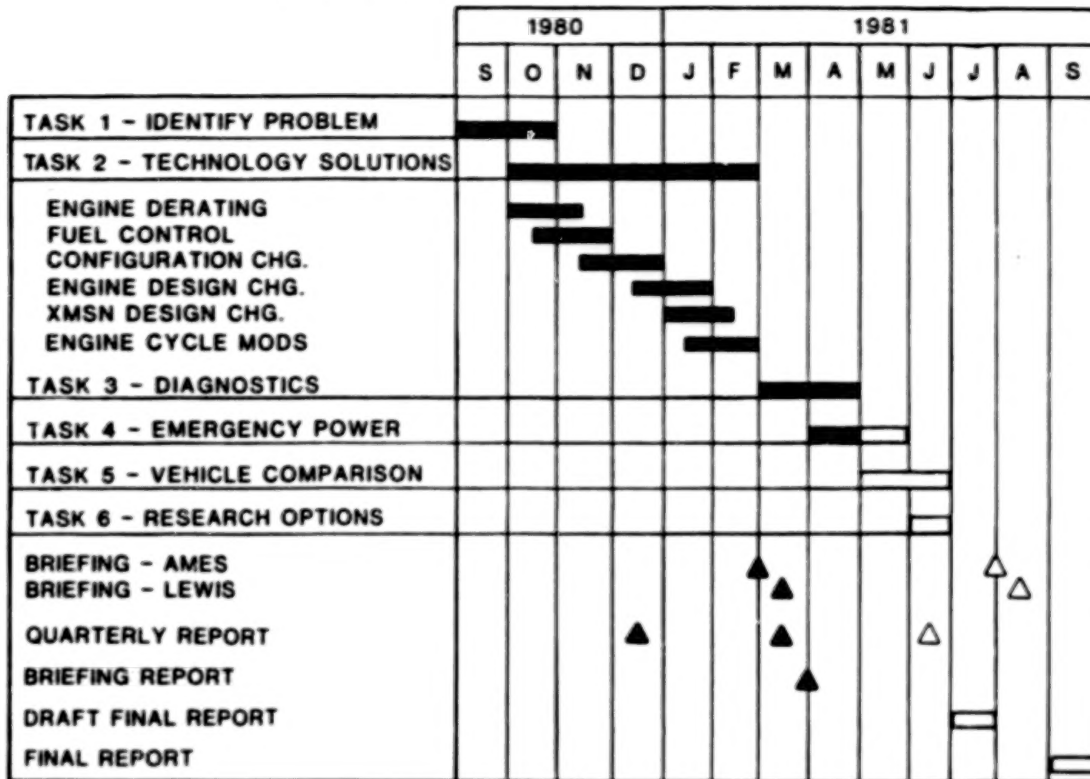 1980 1981
S O N D J F M A M J J A S
TASK 1 - IDENTIFY PROBLEM
TASK 2 - TECHNOLOGY SOLUTIONS
ENGINE DERATING
FUEL CONTROL
CONFIGURATION CHG.
ENGINE DESIGN CHG.
XMSN DESIGN CHG.
ENGINE CYCLE MODS
TASK 3 - DIAGNOSTICS
TASK 4 - EMERGENCY POWER
TASK 5 - VEHICLE COMPARISON
TASK 6 - RESEARCH OPTIONS
BRIEFING - AMES
BRIEFING - LEWIS
QUARTERLY REPORT
BRIEFING REPORT
DRAFT FINAL REPORT
FINAL REPORT